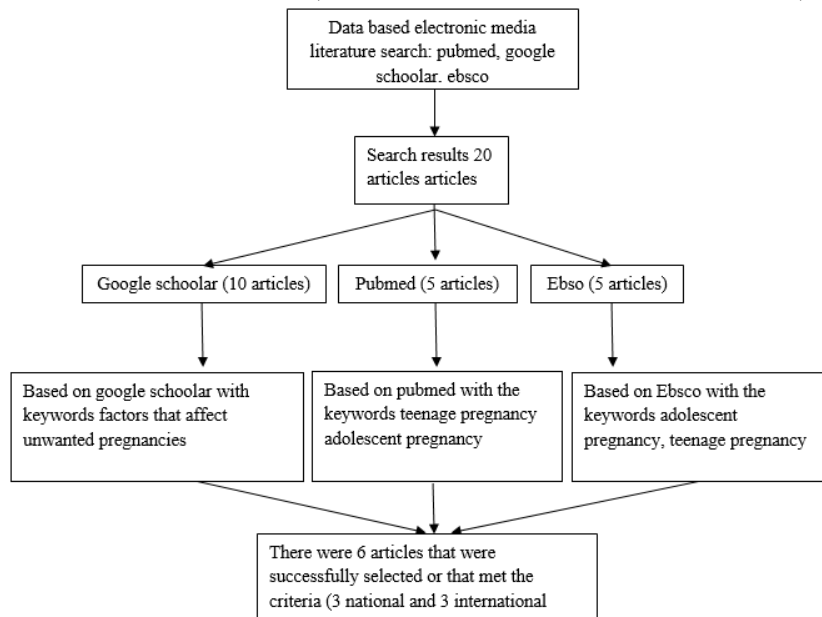 Data based electronic media
literature search: pubmed, google
schoolar. ebsco
Search results 20
articles articles
Google schoolar (10 articles)
Pubmed (5 articles)
Ebso (5 articles)
Based on google schoolar with
keywords factors that affect
unwanted pregnancies
Based on pubmed with the
keywords teenage pregnancy
adolescent pregnancy
Based on Ebsco with the
keywords adolescent
pregnancy, teenage pregnancy
There were 6 articles that were
successfully selected or that met the
criteria (3 national and 3 international